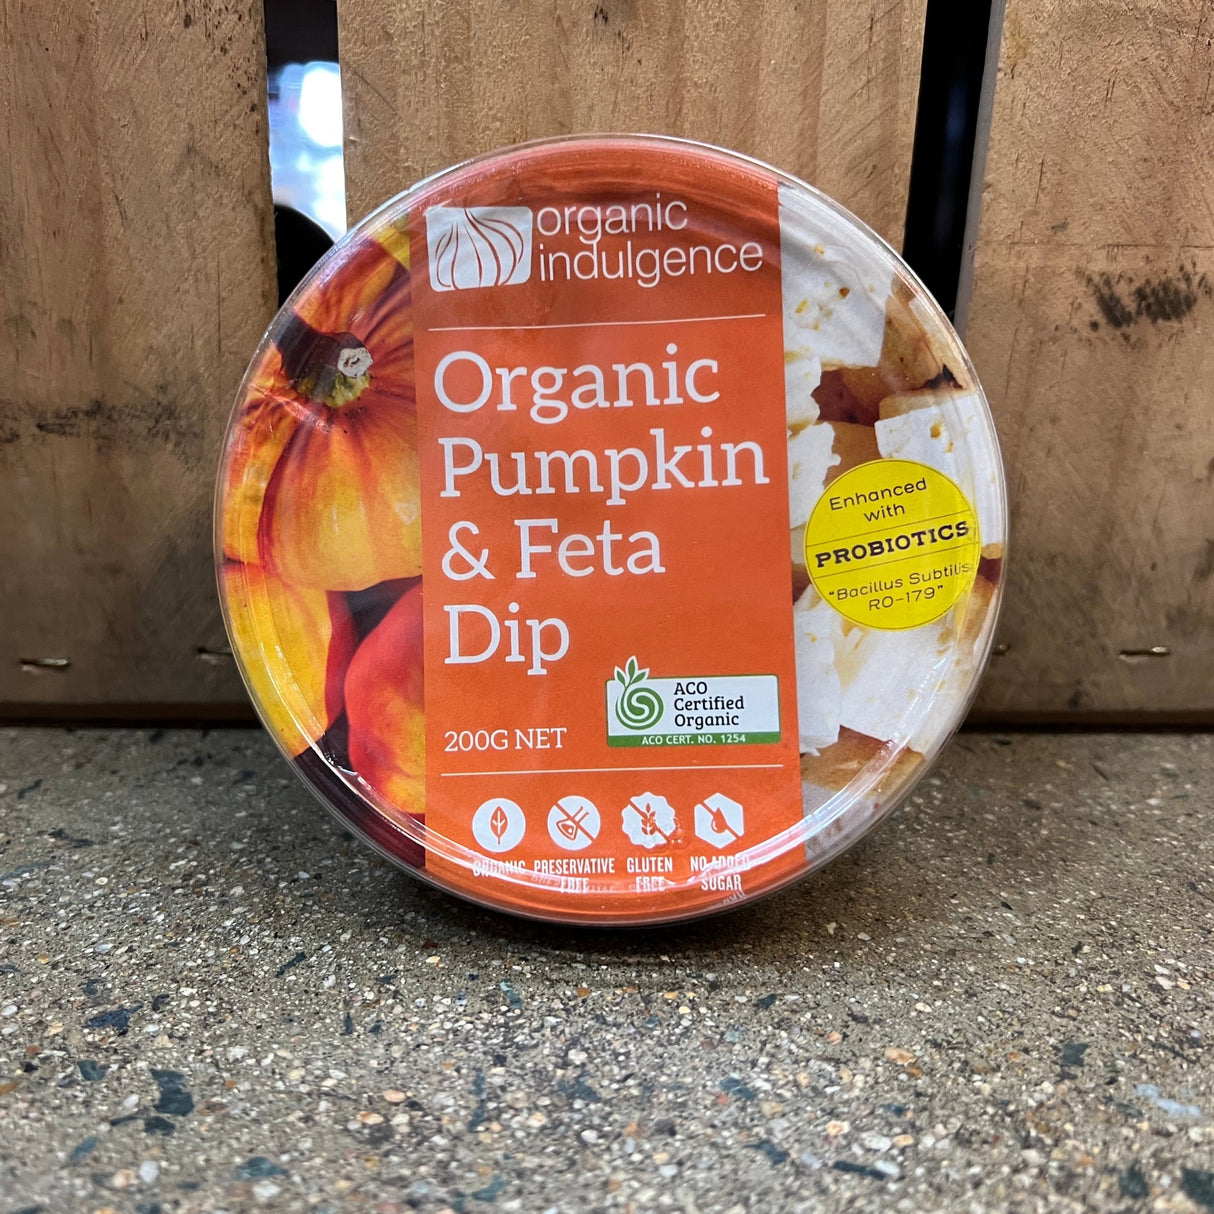 organic
indulgence
Organic
Pumpkin
& Feta
Dip
200G NET
ACO
Certified
Organic
ACO CERT. NO. 1254
Enhanced
with
PROBIOTICS
"Bacillus Subtilis
RO-179"
ORGANIC
PRESERVATIVE
FREE
GLUTEN
FREE
NO ADDED
SUGAR